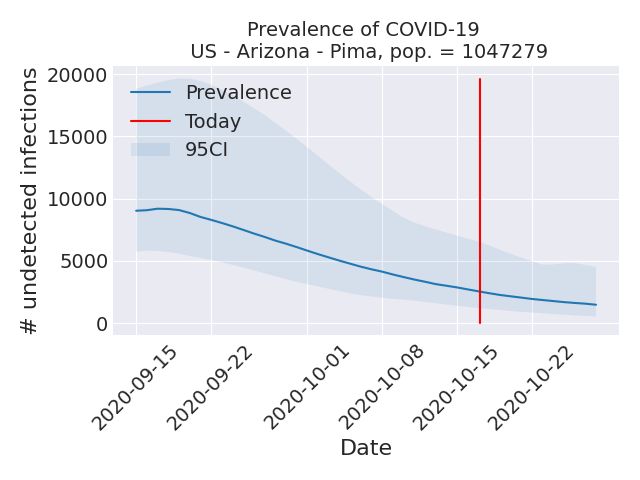 Prevalence of COVID-19
US - Arizona - Pima, pop. = 1047279
# undetected infections
20000
15000
10000
5000
0
Prevalence
Today
95CI
2020-09-15
2020-09-22
2020-10-01
2020-10-08
2020-10-15
2020-10-22
Date